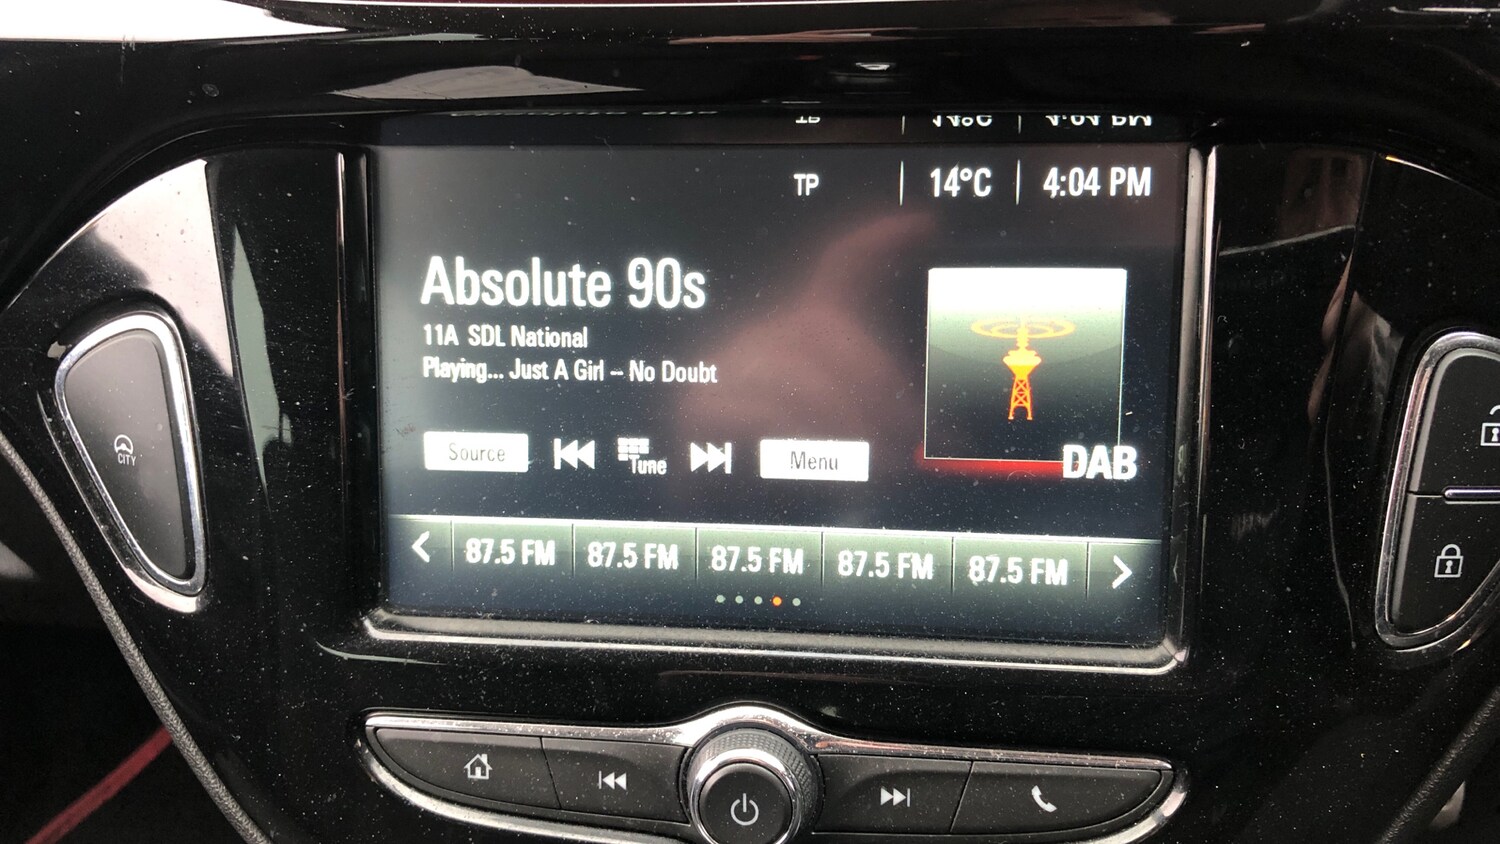 TP 14°C 4:04 PM
Absolute 90s
11A SDL National
Playing... Just A Girl – No Doubt
Source Tune Menu
DAB
87.5 FM 87.5 FM 87.5 FM 87.5 FM 87.5 FM
CITY